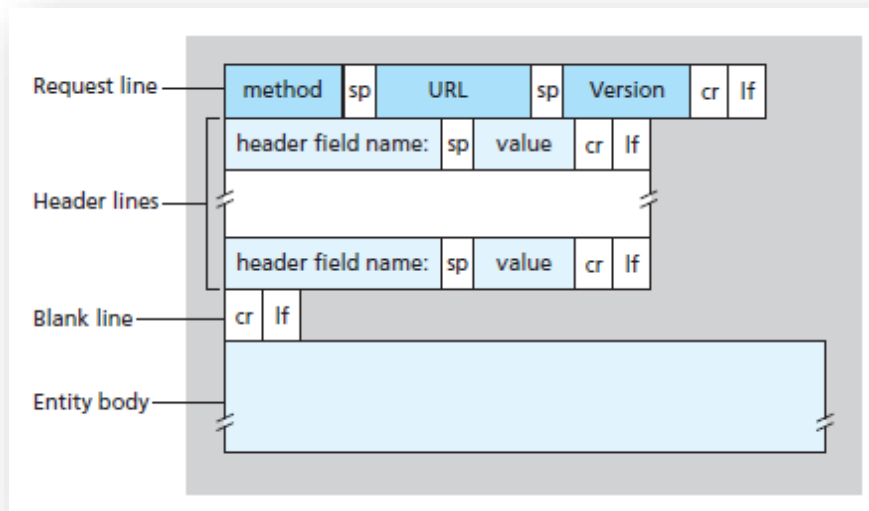 Request line method sp URL sp Version cr lf
header field name: sp value cr lf
Header lines
header field name: sp value cr lf
Blank line cr lf
Entity body